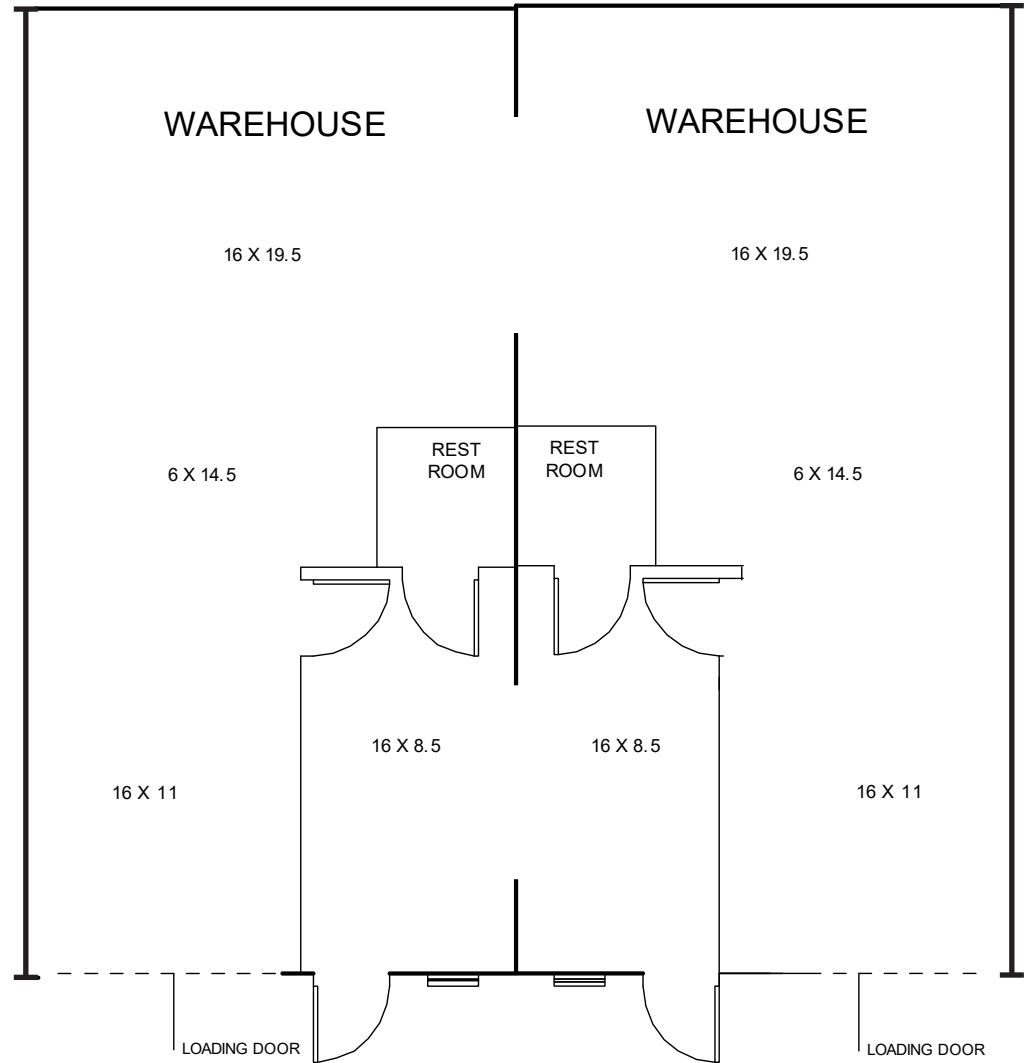 WAREHOUSE
WAREHOUSE
16 X 19.5
16 X 19.5
REST
ROOM
REST
ROOM
6 X 14.5
6 X 14.5
16 X 8.5
16 X 8.5
16 X 11
16 X 11
LOADING DOOR
LOADING DOOR